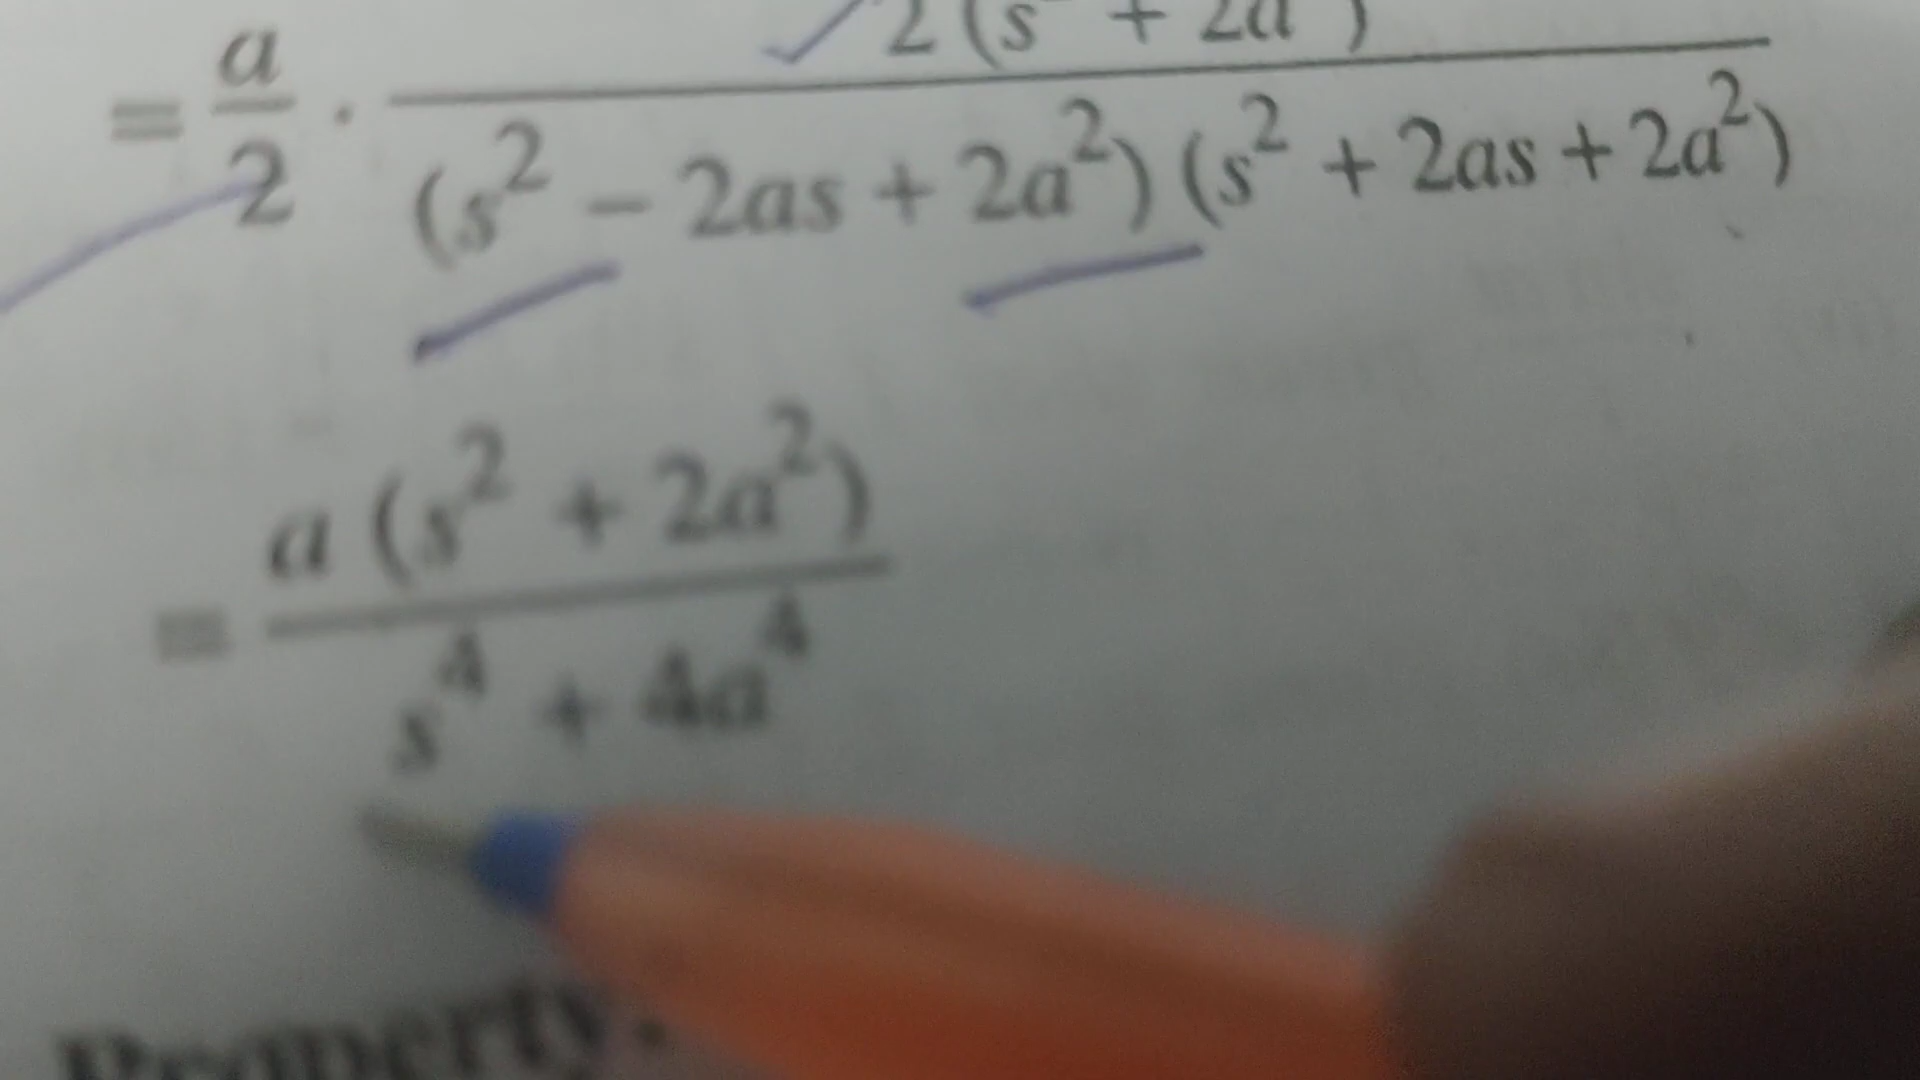 = a/2 · 2 (s² + 2a²) / (s² − 2as + 2a²) (s² + 2as + 2a²)
= a (s² + 2a²) / s⁴ + 4a⁴
Property.